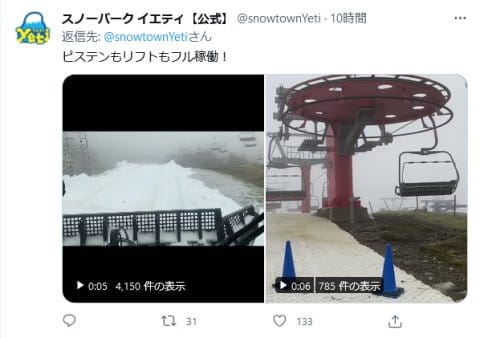 スノーパーク イエティ【公式】 @snowtownYeti · 10時間
Yeti
返信先: @snowtownYetiさん
ピステンもリフトもフル稼働！
0:05 4,150 件の表示
0:06 785 件の表示
31
133